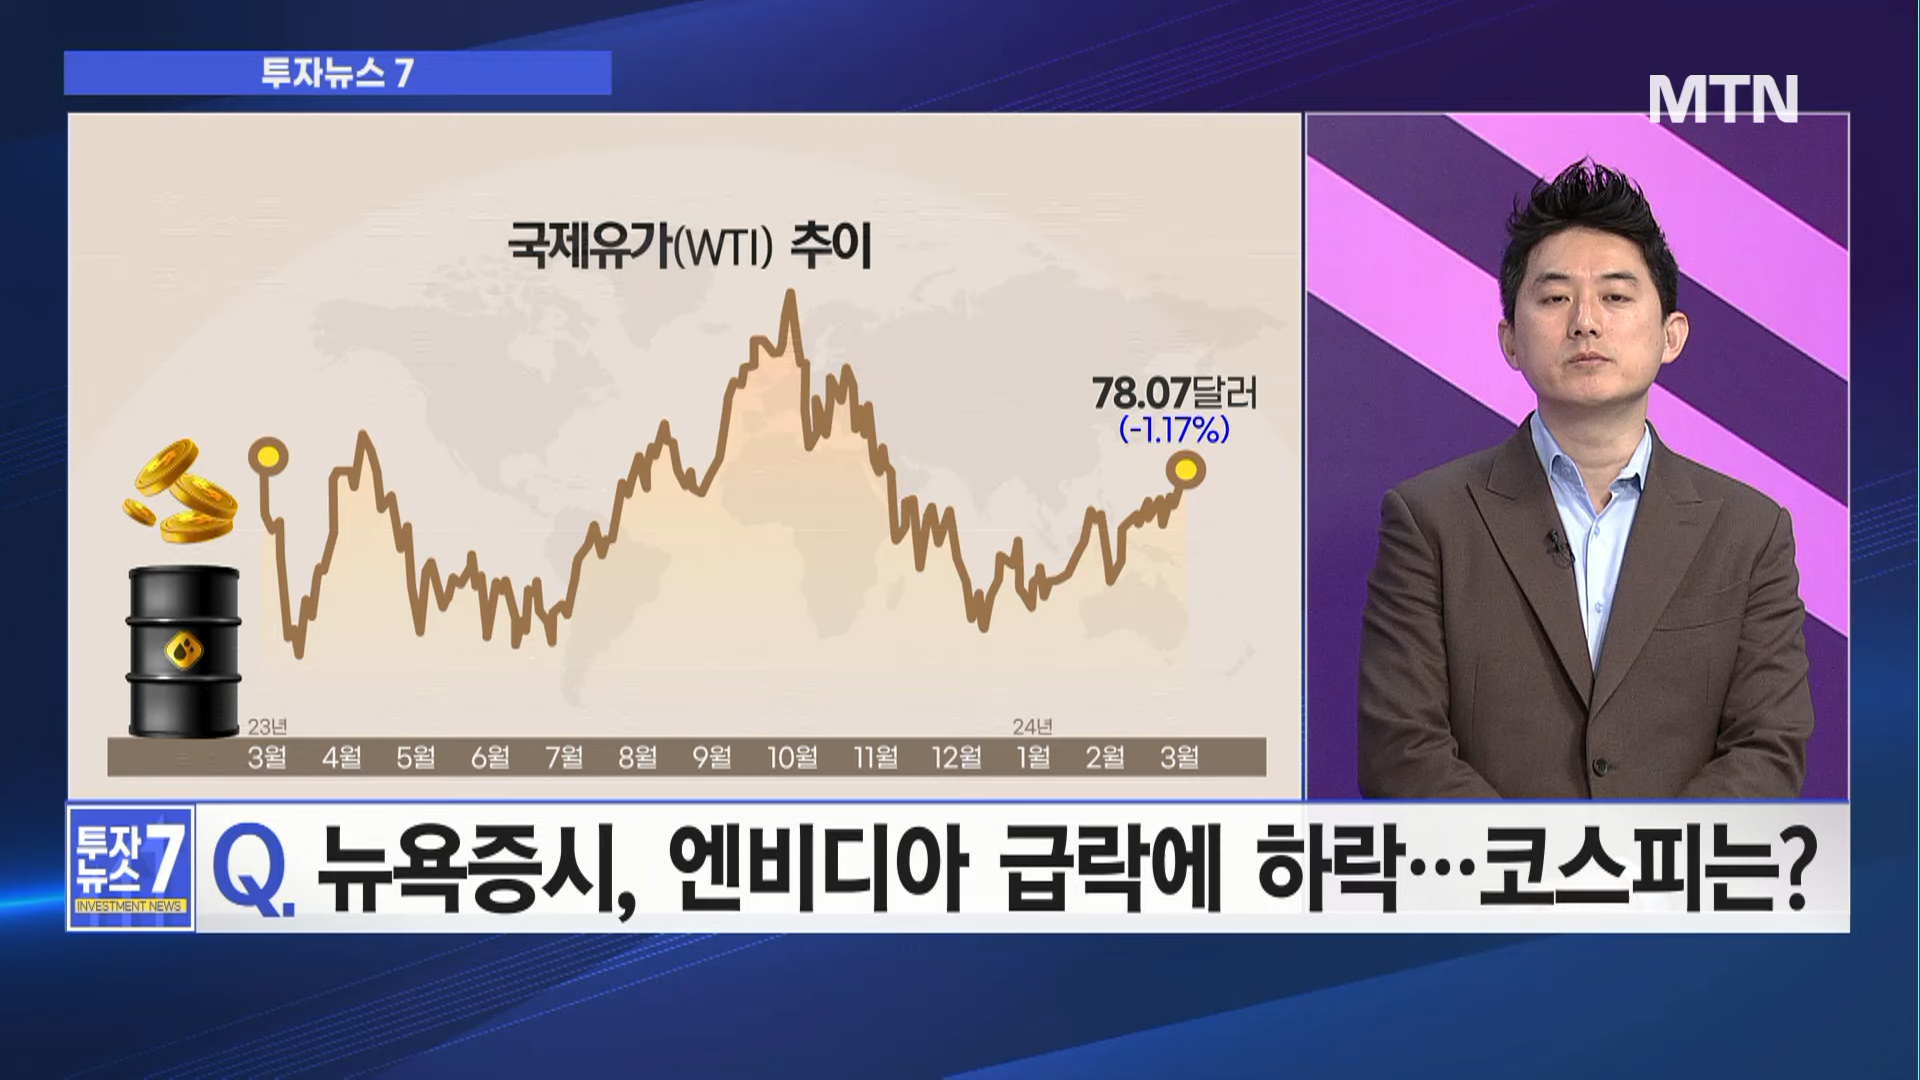 투자뉴스 7
MTN
국제유가(WTI) 추이
78.07달러
(-1.17%)
23년
24년
3월 4월 5월 6월 7월 8월 9월 10월 11월 12월 1월 2월 3월
투자
뉴스 7
INVESTMENT NEWS
Q. 뉴욕증시, 엔비디아 급락에 하락…코스피는?